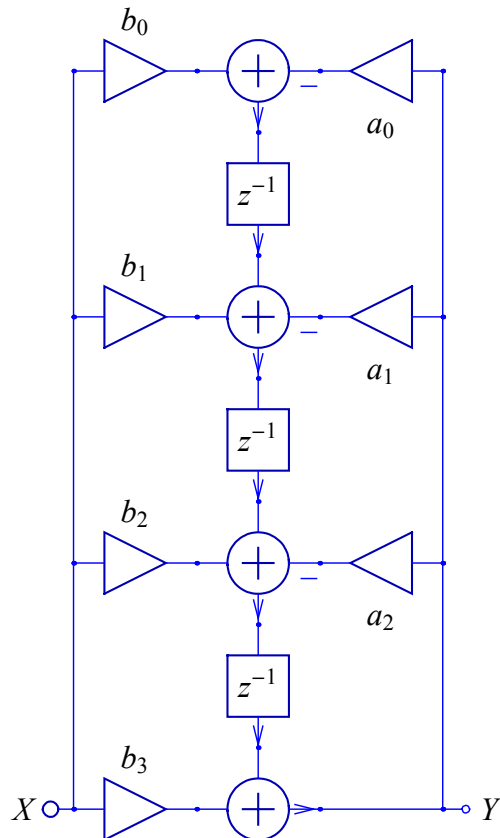 b₀
+
−
a₀
z⁻¹
b₁
+
−
a₁
z⁻¹
b₂
+
−
a₂
z⁻¹
b₃
X
+
Y